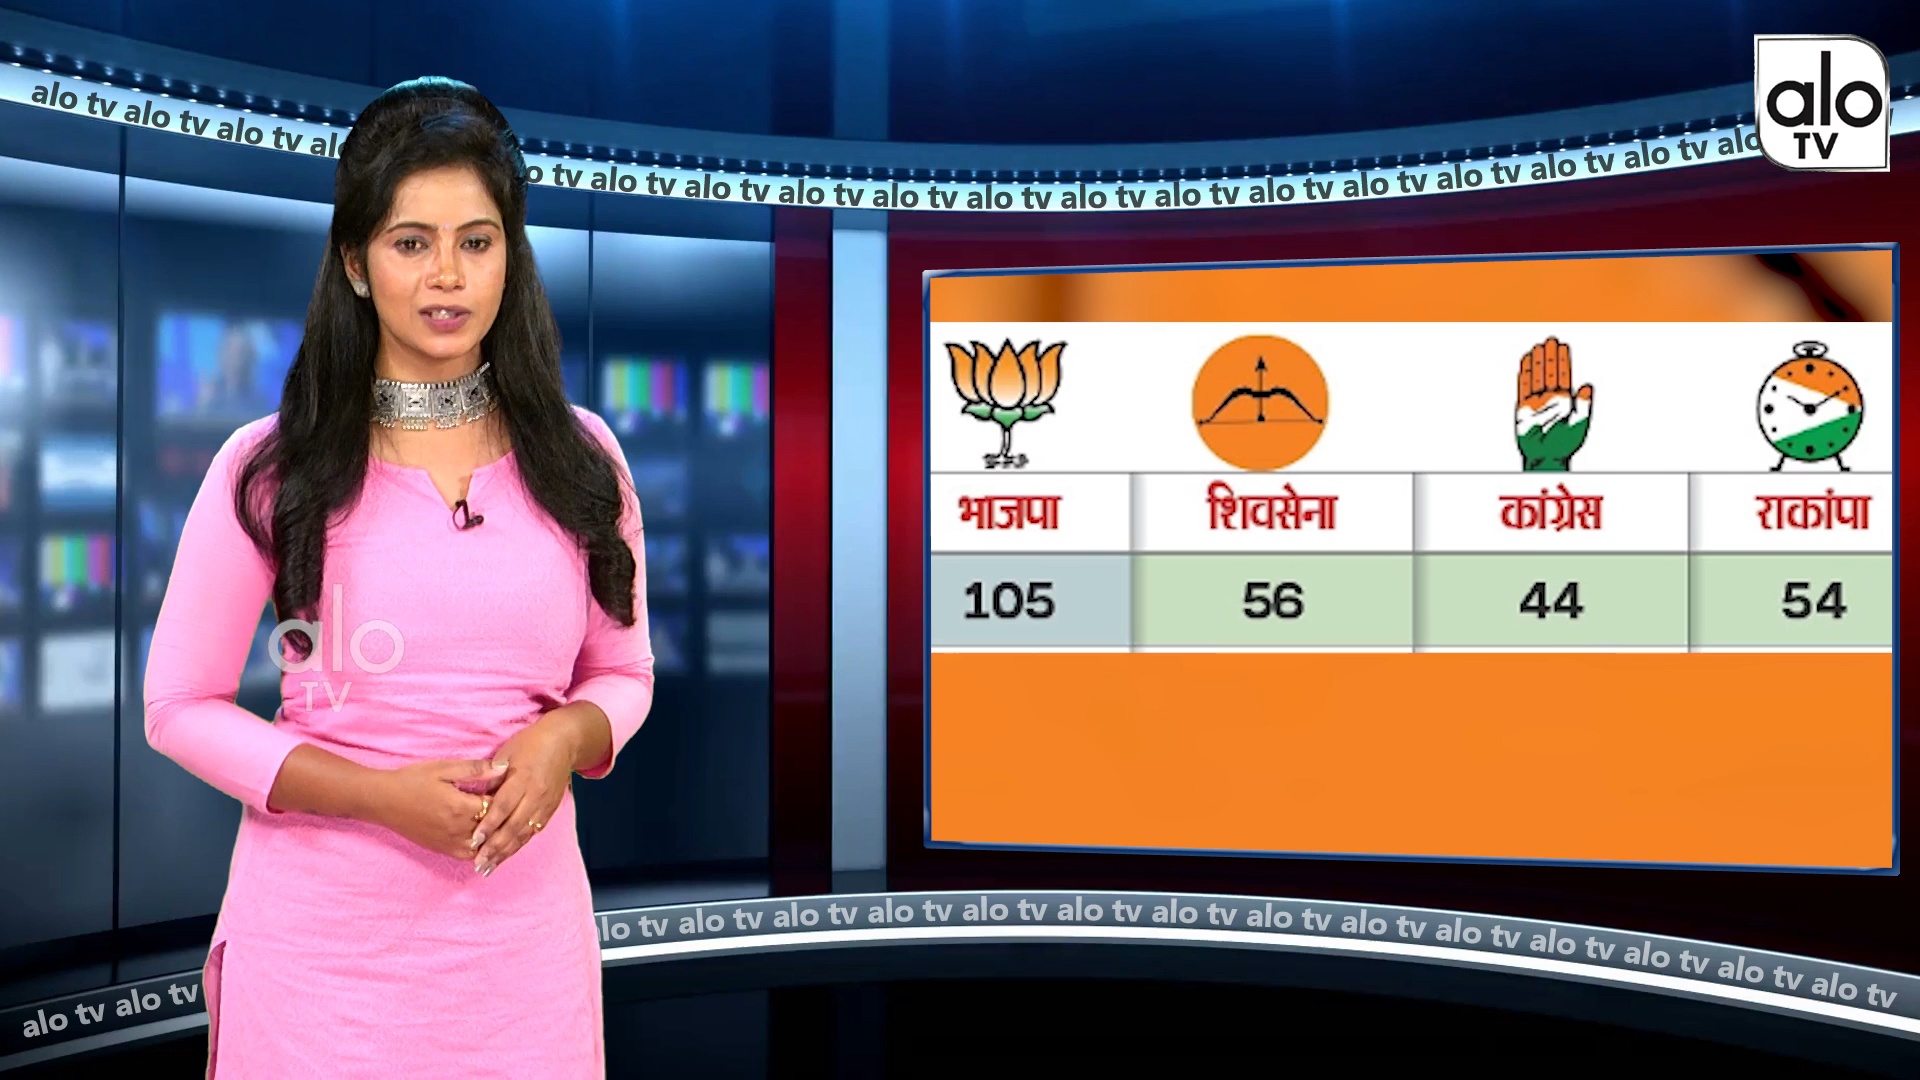 alo tv alo tv alo tv alo
o tv alo tv alo tv alo tv alo tv alo tv alo tv alo tv alo tv alo tv alo tv alo tv alo tv alo
alo
TV
भाजपा शिवसेना कांग्रेस राकांपा
105 56 44 54
alo
TV
alo tv alo tv alo tv alo tv alo tv alo tv alo tv alo tv alo tv alo tv alo tv alo tv alo tv alo tv
alo tv alo tv